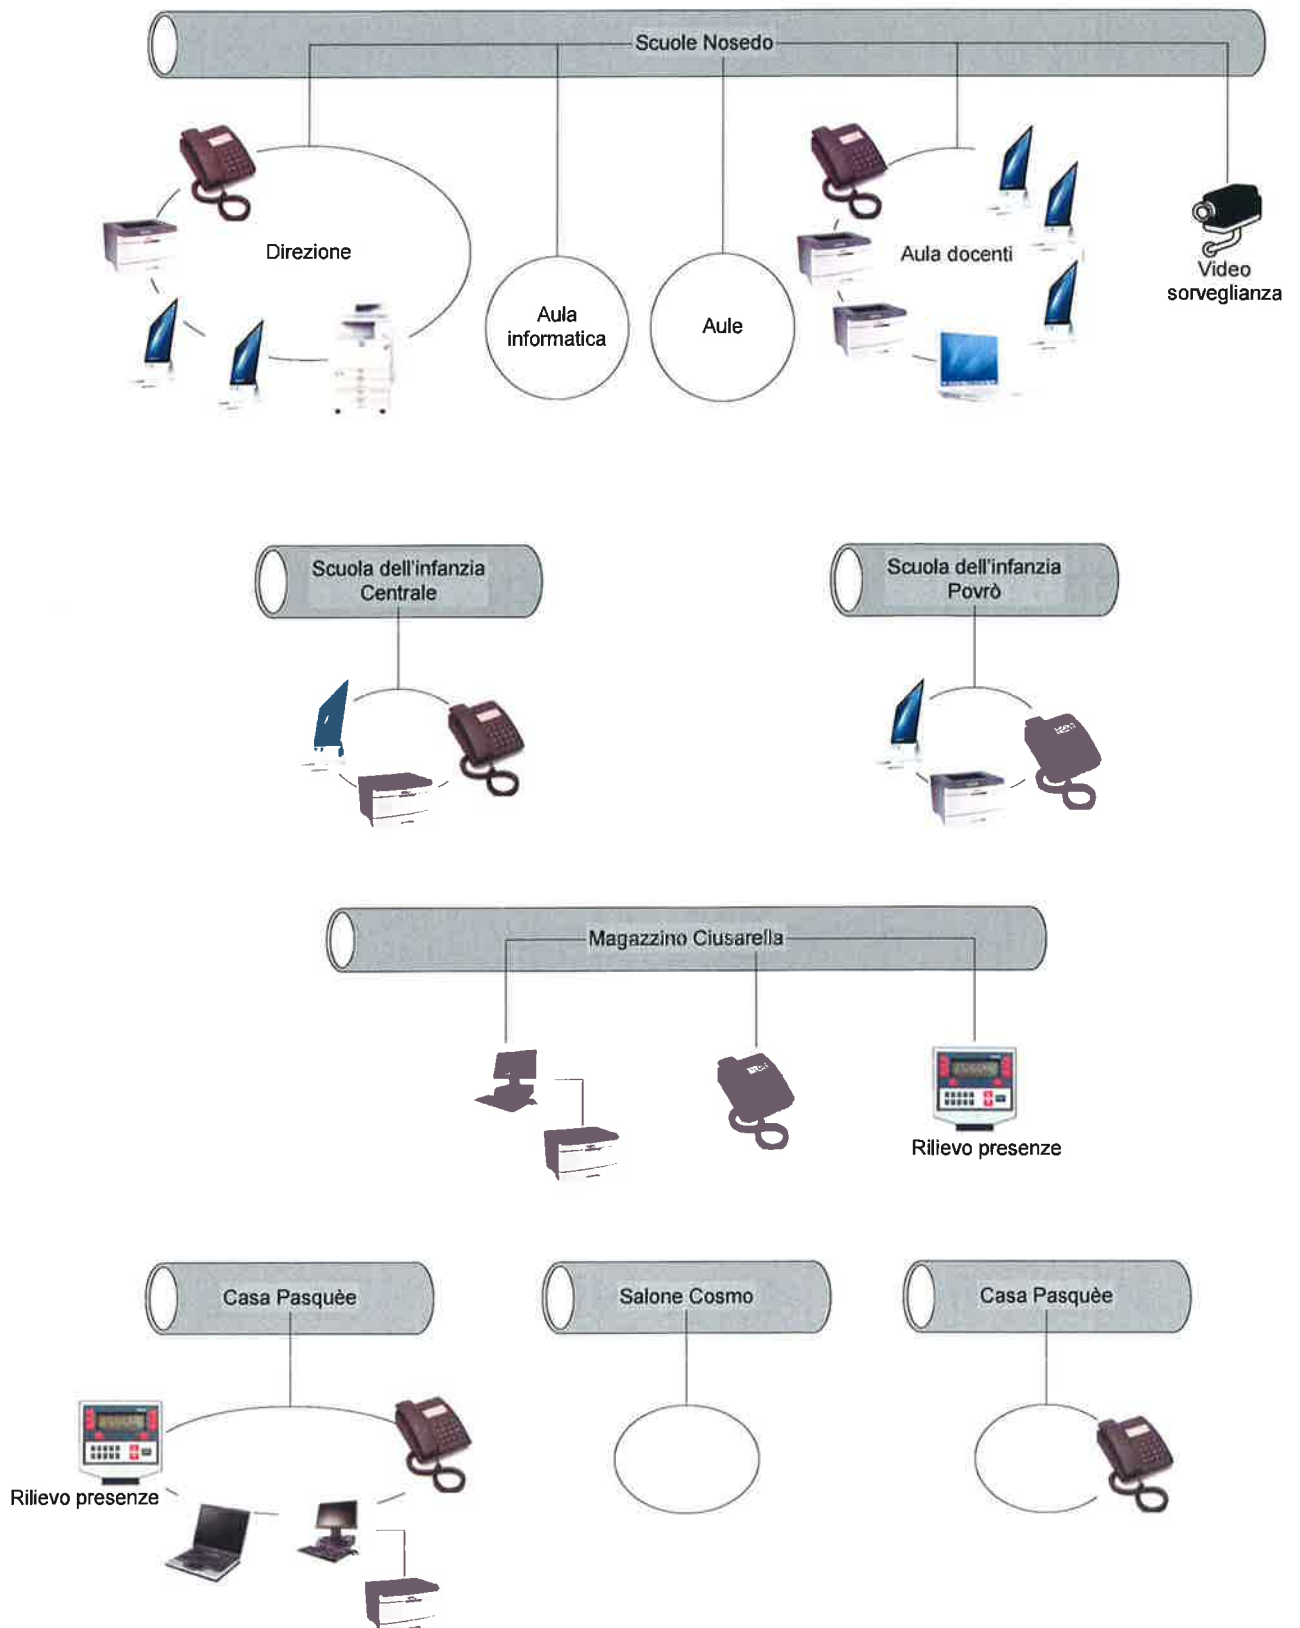 Scuole Nosedo
Direzione
Aula
informatica
Aule
Aula docenti
Video
sorveglianza
Scuola dell'infanzia
Centrale
Scuola dell'infanzia
Povrò
Magazzino Ciusarella
Rilievo presenze
Casa Pasquèe
Salone Cosmo
Casa Pasquèe
Rilievo presenze